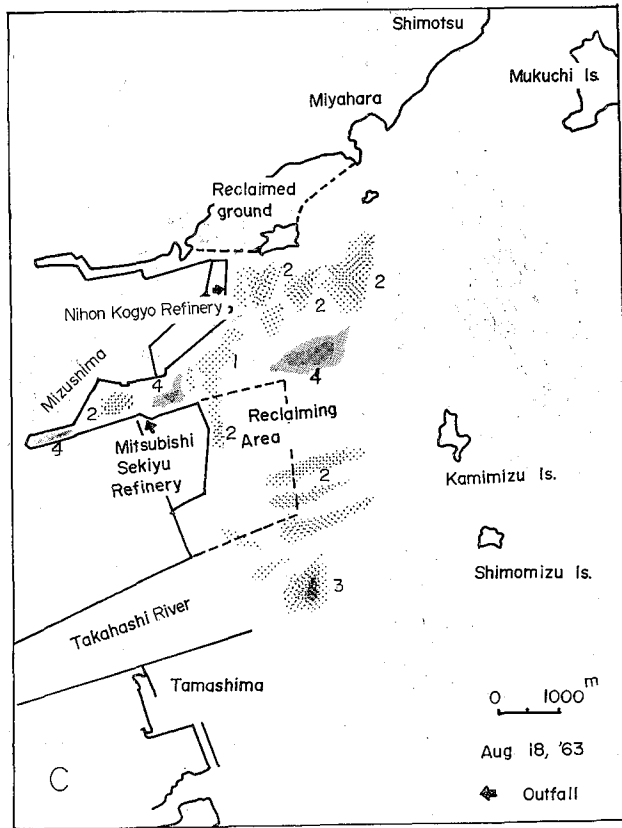 Shimotsu
Mukuchi Is.
Miyahara
Reclaimed
ground
2
2
2
Nihon Kogyo Refinery
1
4
Mizushima
4
2
4
Reclaiming
Area
2
Mitsubishi
Sekiyu
Refinery
2
Kamimizu Is.
Shimomizu Is.
3
Takahashi River
Tamashima
0 1000 m
Aug 18, '63
Outfall
C